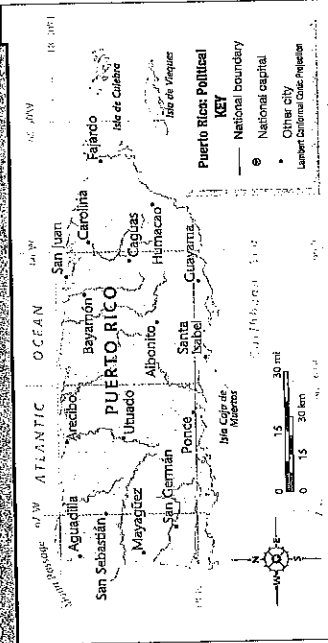 ATLANTIC OCEAN
Aguadilla
Arecibo
San Juan
San Sebastián
Bayamón
Carolina
Fajardo
Isla de Culebra
Utuado
PUERTO RICO
Caguas
Mayagüez
Aibonito
Humacao
Isla de Vieques
San Germán
Ponce
Santa
Isabel
Guayama
Isla Caja de
Muertos
Puerto Rico: Political
KEY
National boundary
National capital
Other city
Lambert Conformal Conic Projection
0 15 30 mi
0 15 30 km
N
W
E
S